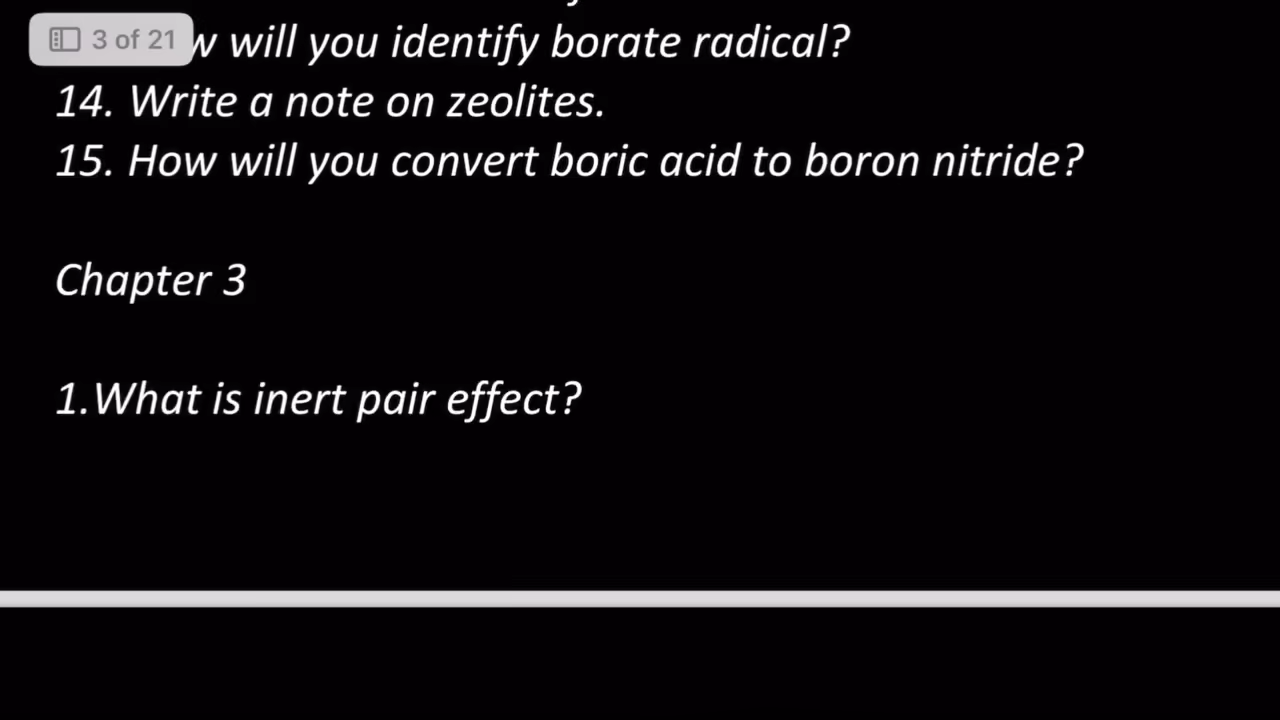 3 of 21
will you identify borate radical?
14. Write a note on zeolites.
15. How will you convert boric acid to boron nitride?
Chapter 3
1.What is inert pair effect?